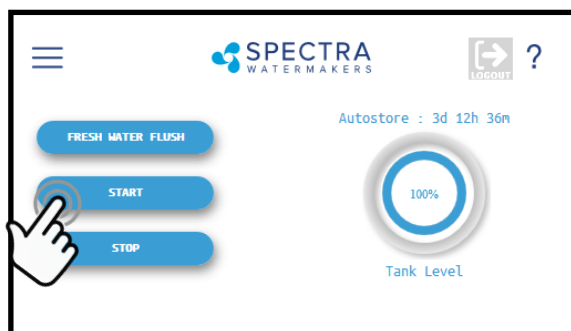 SPECTRA
WATERMAKERS
LOGOUT
?
Autostore : 3d 12h 36m
FRESH WATER FLUSH
START
100%
STOP
Tank Level